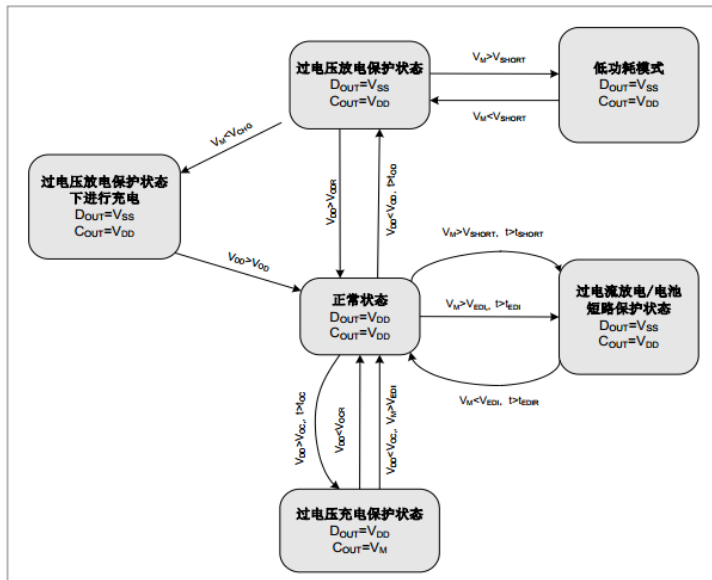 过电压放电保护状态
DOUT=VSS
COUT=VDD
VM>VSHORT
VM<VSHORT
低功耗模式
DOUT=VSS
COUT=VDD
VM<VCHG
过电压放电保护状态
下进行充电
DOUT=VSS
COUT=VDD
VDD>VODR
VDD<VOD, t>tOD
VDD>VOD
正常状态
DOUT=VDD
COUT=VDD
VM>VSHORT, t>tSHORT
VM>VEDI, t>tEDI
VM<VEDI, t>tEDIR
过电流放电/电池
短路保护状态
DOUT=VSS
COUT=VDD
VDD>VOC, t>tOC
VDD<VOCR
VDD<VOC, VM>VEDI
过电压充电保护状态
DOUT=VDD
COUT=VM